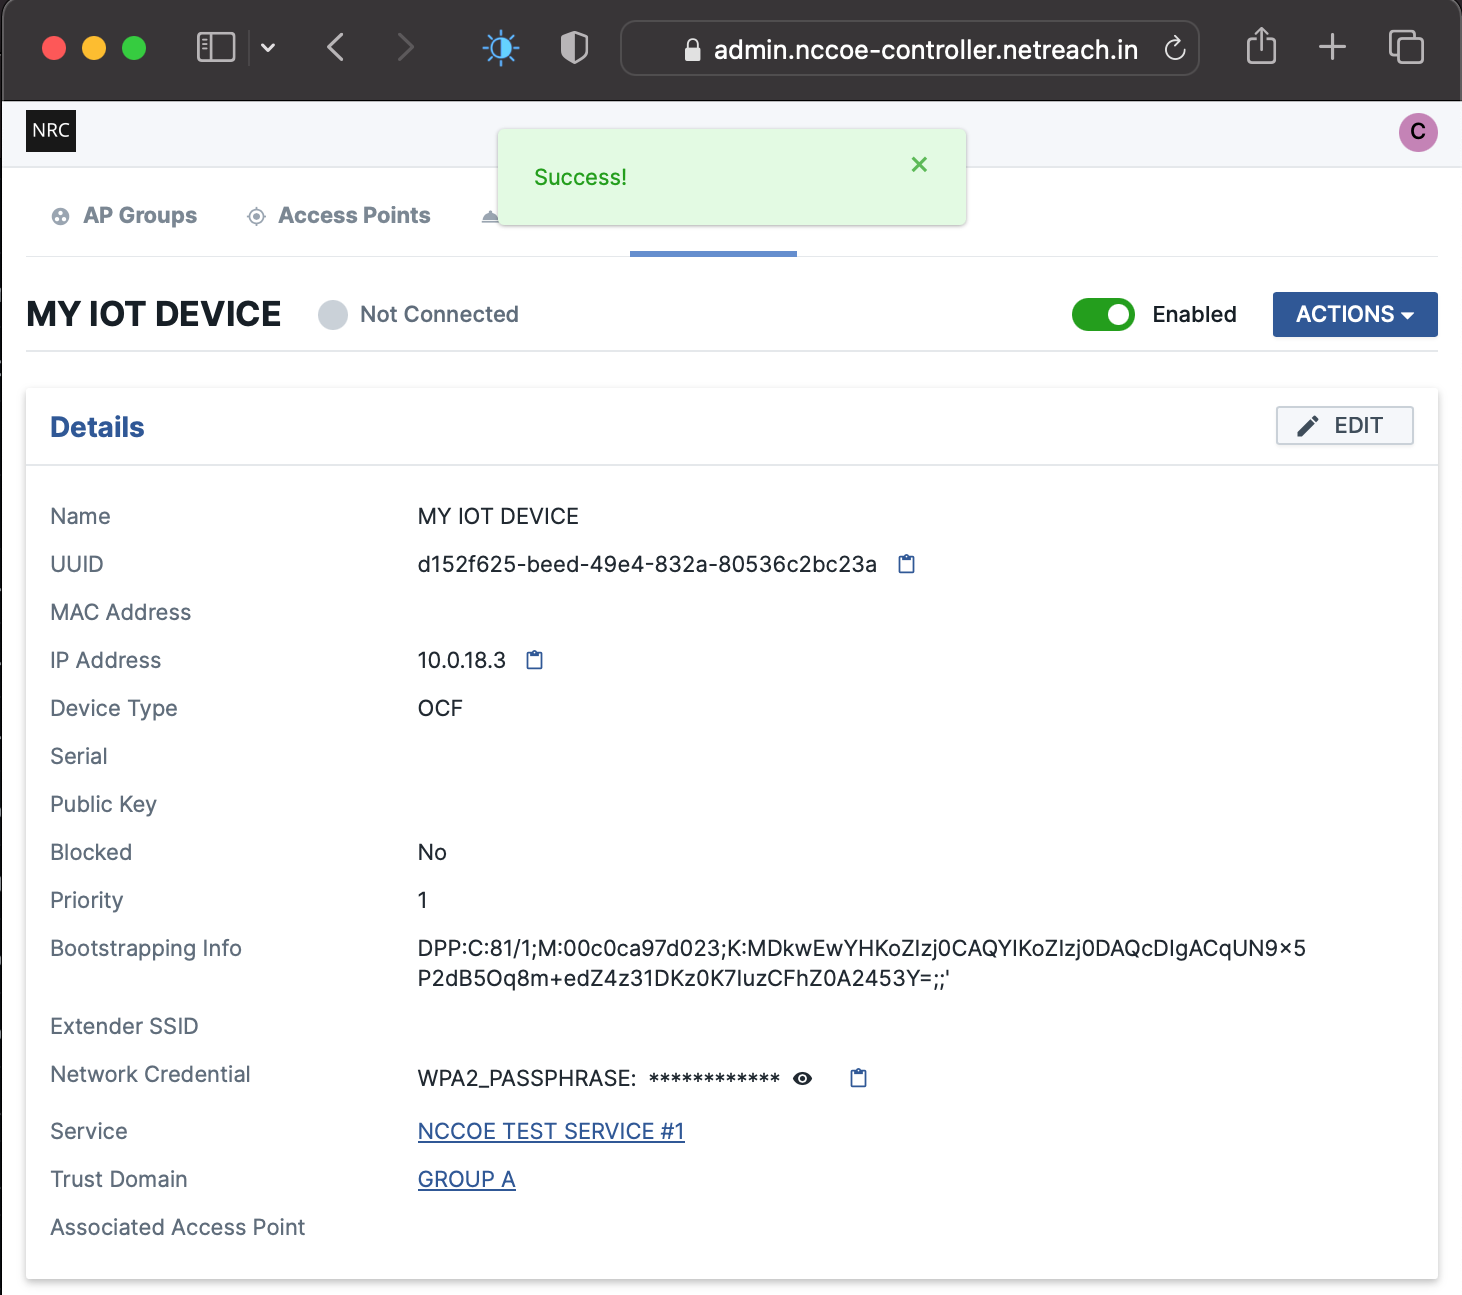 admin.nccoe-controller.netreach.in
NRC
C
Success!
AP Groups
Access Points
MY IOT DEVICE
Not Connected
Enabled
ACTIONS
Details
EDIT
Name MY IOT DEVICE
UUID d152f625-beed-49e4-832a-80536c2bc23a
MAC Address
IP Address 10.0.18.3
Device Type OCF
Serial
Public Key
Blocked No
Priority 1
Bootstrapping Info DPP:C:81/1;M:00c0ca97d023;K:MDkwEwYHKoZIzj0CAQYIKoZIzj0DAQcDIgACqUN9x5
P2dB5Oq8m+edZ4z31DKz0K7IuzCFhZ0A2453Y=;;'
Extender SSID
Network Credential WPA2_PASSPHRASE: ************
Service NCCOE TEST SERVICE #1
Trust Domain GROUP A
Associated Access Point